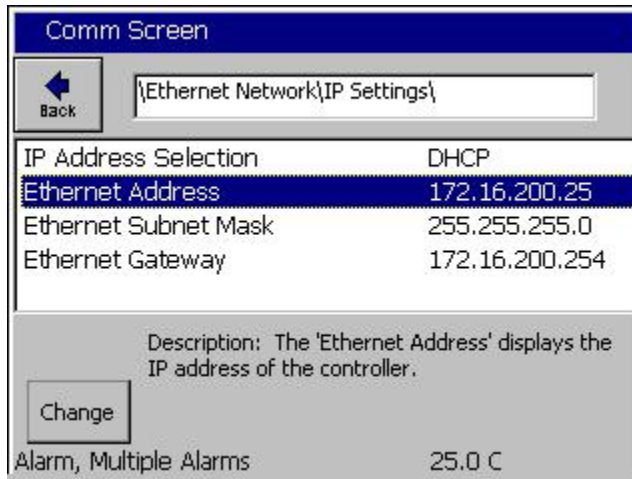 Comm Screen
Back
\Ethernet Network\IP Settings\
IP Address Selection DHCP
Ethernet Address 172.16.200.25
Ethernet Subnet Mask 255.255.255.0
Ethernet Gateway 172.16.200.254
Description: The 'Ethernet Address' displays the
IP address of the controller.
Change
Alarm, Multiple Alarms 25.0 C